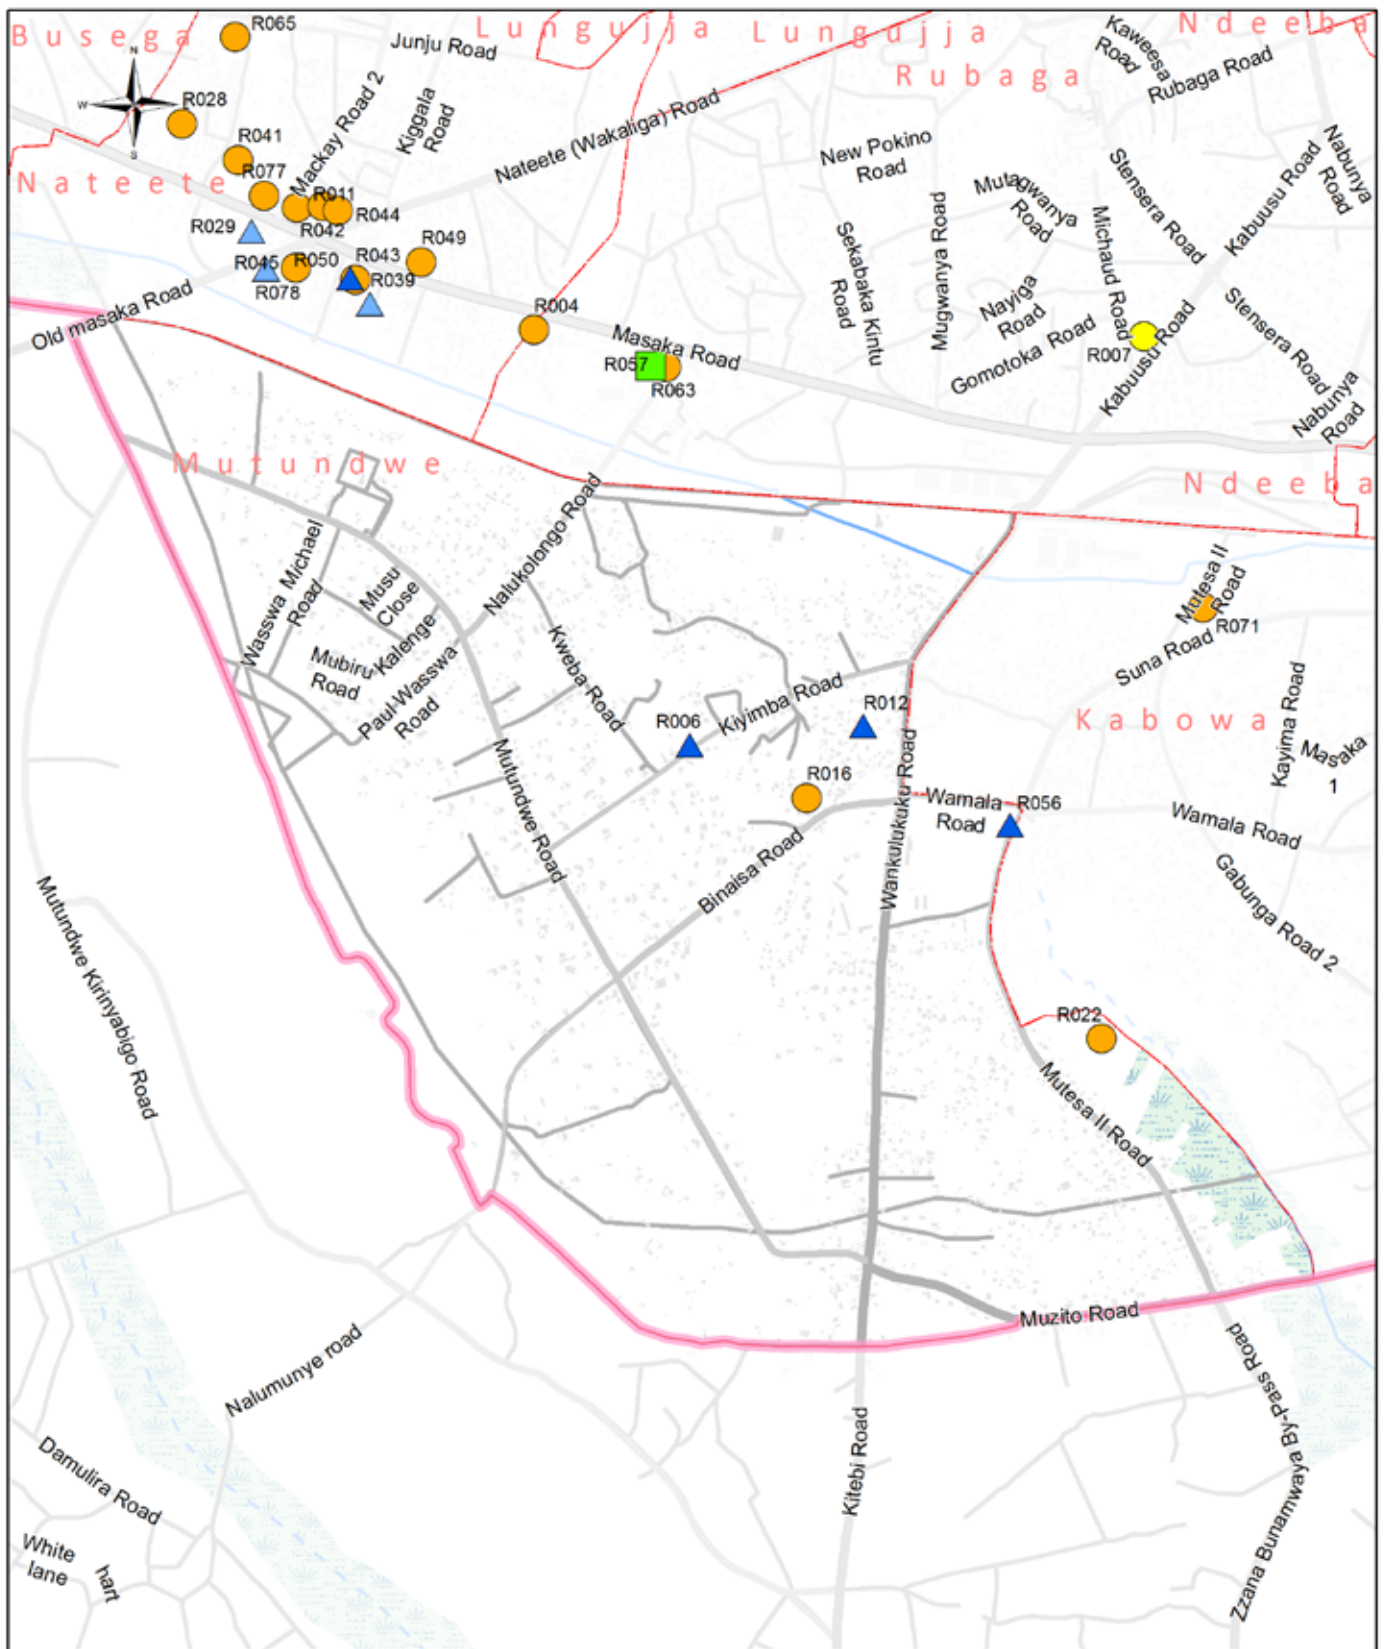 Busega
R065
Junju Road
Lungujja
Lungujja
Ndeeba
Kaweesa
Road
Rubaga
Rubaga Road
N
W
E
S
R028
Mackay Road 2
Kiggala
Road
Nateete (Wakaliga) Road
R041
R077
Nateete
R011
R044
R042
R029
New Pokino
Road
Mutagwanya
Road
Stensera Road
Kabuusu Road
Nabunya
Road
Mugwanya Road
Michaud Road
Sekabaka Kintu
Road
R049
R043
R050
R045
R039
R078
Old masaka Road
R004
Masaka Road
R057
R063
Nayiga
Road
Gomotoka Road
R007
Kabuusu Road
Stensera Road
Nabunya
Road
Mutundwe
Ndeeba
Nalukolongo Road
Wasswa Michael
Road
Musu
Close
Mubiru
Road
Kalenge
Paul Wasswa
Road
Kweba Road
Mutesa II
Road
R071
Suna Road
Kabowa
Kayima Road
Masaka
1
R006
Kiyimba Road
R012
R016
Wankulukuku Road
Wamala
Road
R056
Wamala Road
Mutundwe Road
Binaisa Road
Gabunga Road 2
Mutundwe Kirinyabigo Road
R022
Mutesa II Road
Muzito Road
Nalumunye road
Kitebi Road
Zzana Bunamwaya By-Pass Road
Damulira Road
White
lane
hart